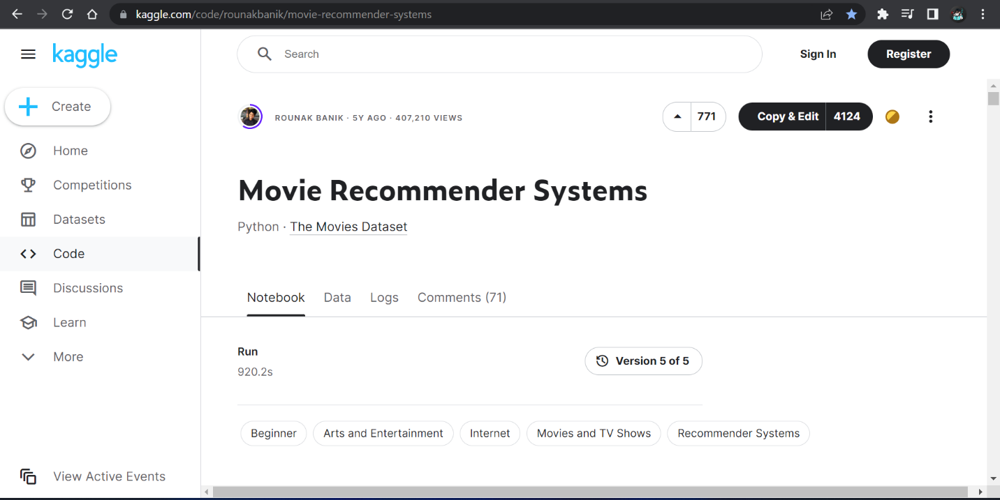 kaggle.com/code/rounakbanik/movie-recommender-systems
kaggle
Search
Sign In
Register
Create
Home
Competitions
Datasets
Code
Discussions
Learn
More
View Active Events
ROUNAK BANIK · 5Y AGO · 407,210 VIEWS
771
Copy & Edit 4124
Movie Recommender Systems
Python · The Movies Dataset
Notebook Data Logs Comments (71)
Run
920.2s
Version 5 of 5
Beginner Arts and Entertainment Internet Movies and TV Shows Recommender Systems